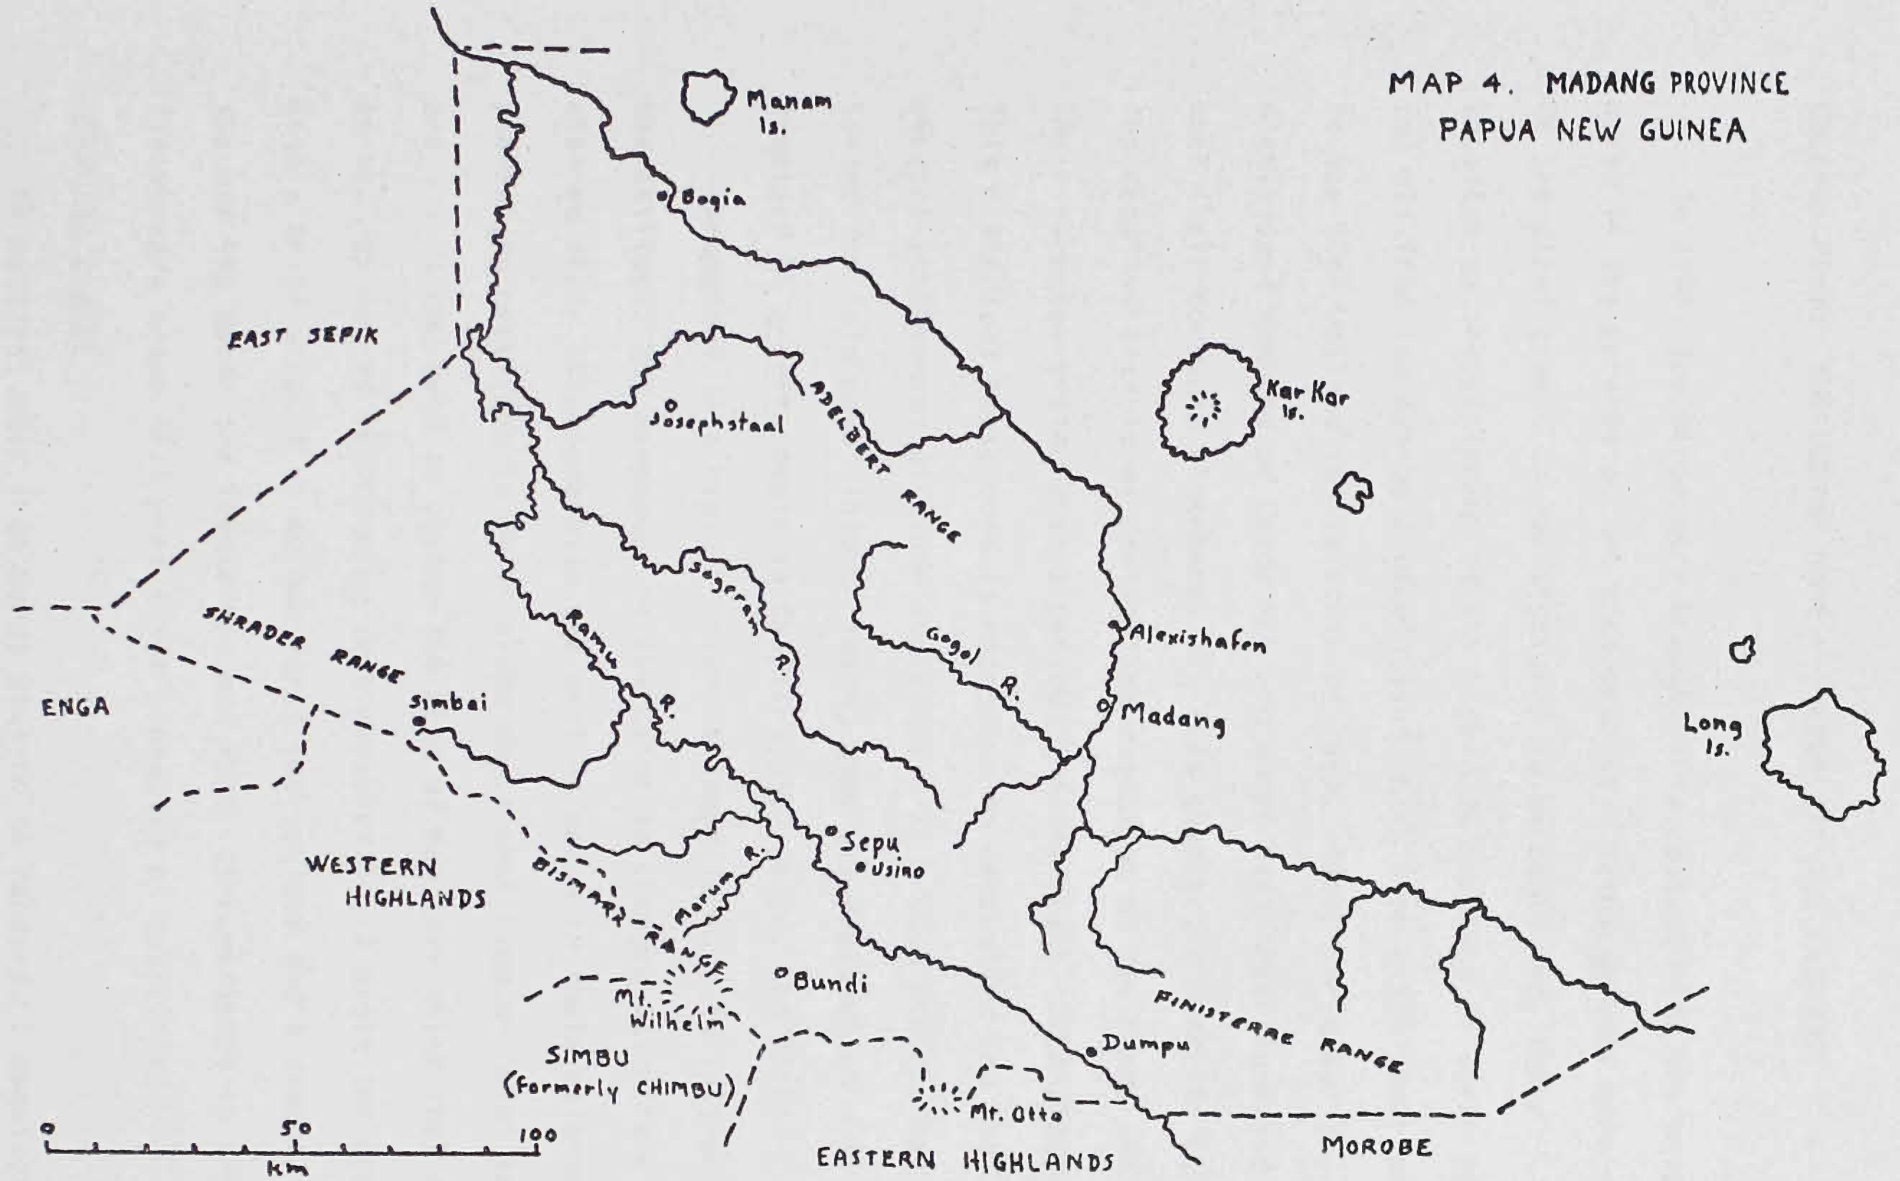 MAP 4. MADANG PROVINCE
PAPUA NEW GUINEA
Manam
Is.
Bogia
EAST SEPIK
Kar Kar
Is.
Josephstaal
ADELBERT RANGE
Sogeram R.
SHRADER RANGE
Ramu R.
Gogol R.
Alexishafen
ENGA
Simbai
Madang
Long
Is.
Sepu
Usino
WESTERN
HIGHLANDS
BISMARR RANGE
Marum R.
Bundi
Mt.
Wilhelm
FINISTERRE RANGE
Dumpu
SIMBU
(Formerly CHIMBU)
Mt. Otto
MOROBE
EASTERN HIGHLANDS
0 50 100
km